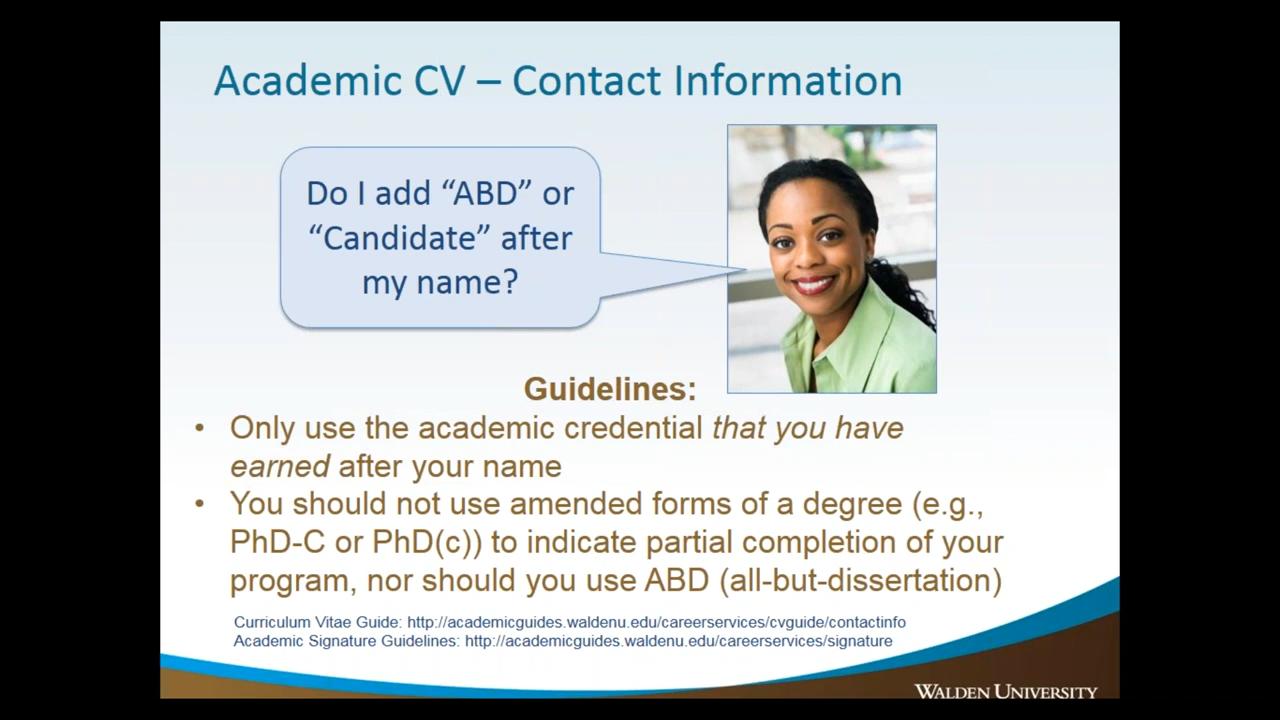 Academic CV – Contact Information
Do I add “ABD” or
“Candidate” after
my name?
Guidelines:
• Only use the academic credential that you have
earned after your name
• You should not use amended forms of a degree (e.g.,
PhD-C or PhD(c)) to indicate partial completion of your
program, nor should you use ABD (all-but-dissertation)
Curriculum Vitae Guide: http://academicguides.waldenu.edu/careerservices/cvguide/contactinfo
Academic Signature Guidelines: http://academicguides.waldenu.edu/careerservices/signature
WALDEN UNIVERSITY